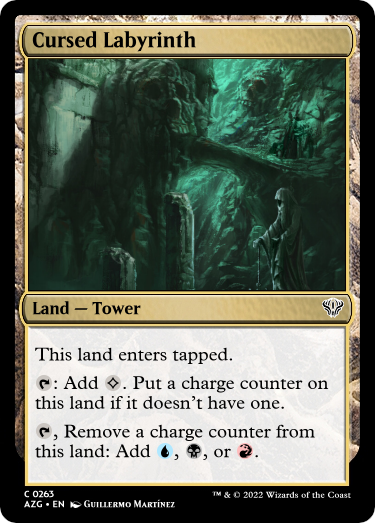 Cursed Labyrinth
Land — Tower
This land enters tapped.
: Add . Put a charge counter on
this land if it doesn't have one.
, Remove a charge counter from
this land: Add , , or .
C 0263
AZG • EN Guillermo Martínez
™ & © 2022 Wizards of the Coast